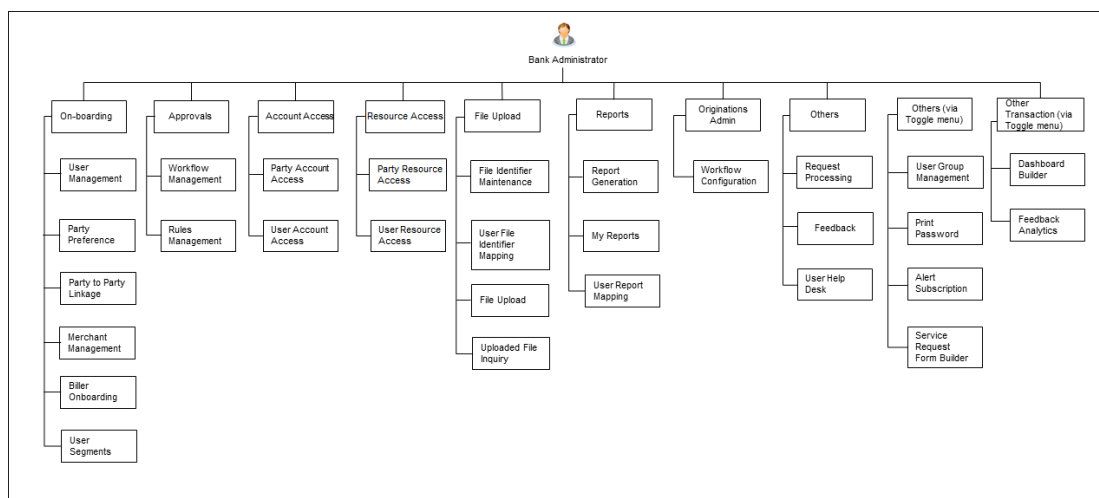 Bank Administrator
On-boarding
User
Management
Party
Preference
Party to Party
Linkage
Merchant
Management
Biller
Onboarding
User
Segments
Approvals
Workflow
Management
Rules
Management
Account Access
Party Account
Access
User Account
Access
Resource Access
Party Resource
Access
User Resource
Access
File Upload
File Identifier
Maintenance
User File
Identifier
Mapping
File Upload
Uploaded File
Inquiry
Reports
Report
Generation
My Reports
User Report
Mapping
Originations
Admin
Workflow
Configuration
Others
Request
Processing
Feedback
User Help
Desk
Others (via
Toggle menu)
User Group
Management
Print
Password
Alert
Subscription
Service
Request
Form Builder
Other
Transaction (via
Toggle menu)
Dashboard
Builder
Feedback
Analytics